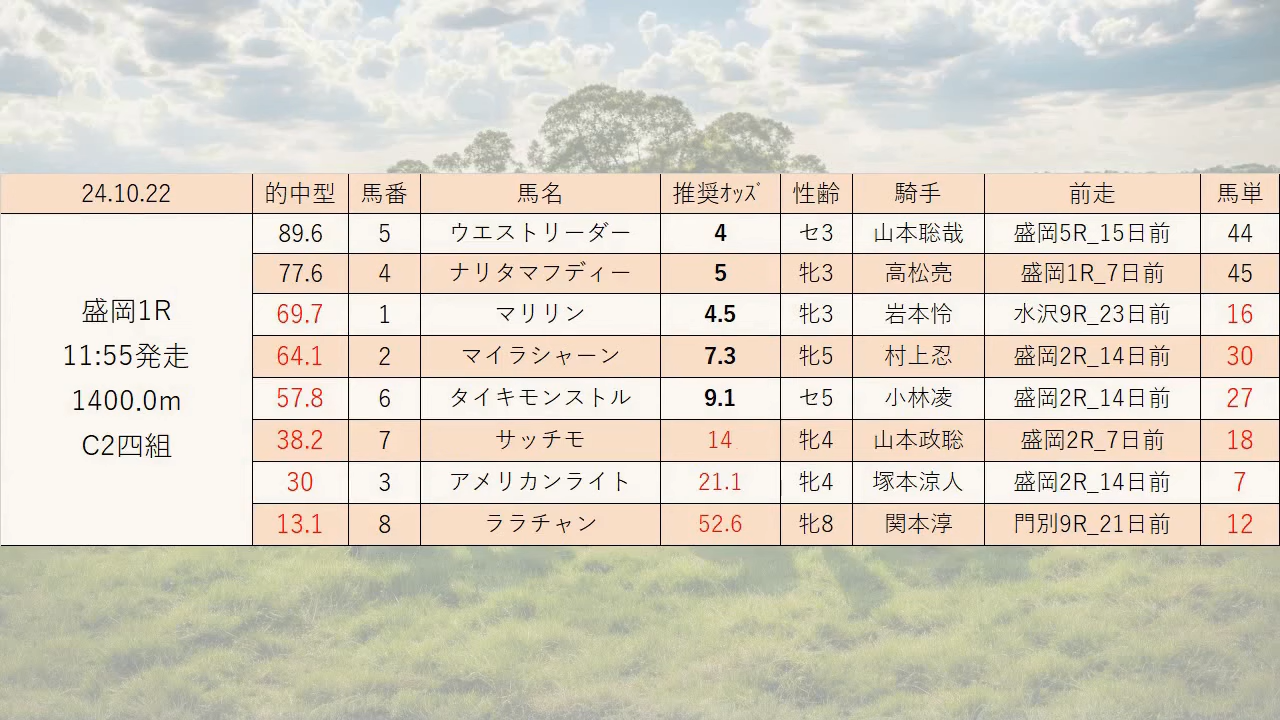 24.10.22 的中型 馬番 馬名 推奨ｵｯｽﾞ 性齢 騎手 前走 馬単
盛岡1R
11:55発走
1400.0m
C2四組
89.6 5 ウエストリーダー 4 セ3 山本聡哉 盛岡5R_15日前 44
77.6 4 ナリタマフディー 5 牝3 高松亮 盛岡1R_7日前 45
69.7 1 マリリン 4.5 牝3 岩本怜 水沢9R_23日前 16
64.1 2 マイラシャーン 7.3 牝5 村上忍 盛岡2R_14日前 30
57.8 6 タイキモンストル 9.1 セ5 小林凌 盛岡2R_14日前 27
38.2 7 サッチモ 14 牝4 山本政聡 盛岡2R_7日前 18
30 3 アメリカンライト 21.1 牝4 塚本涼人 盛岡2R_14日前 7
13.1 8 ララチャン 52.6 牝8 関本淳 門別9R_21日前 12